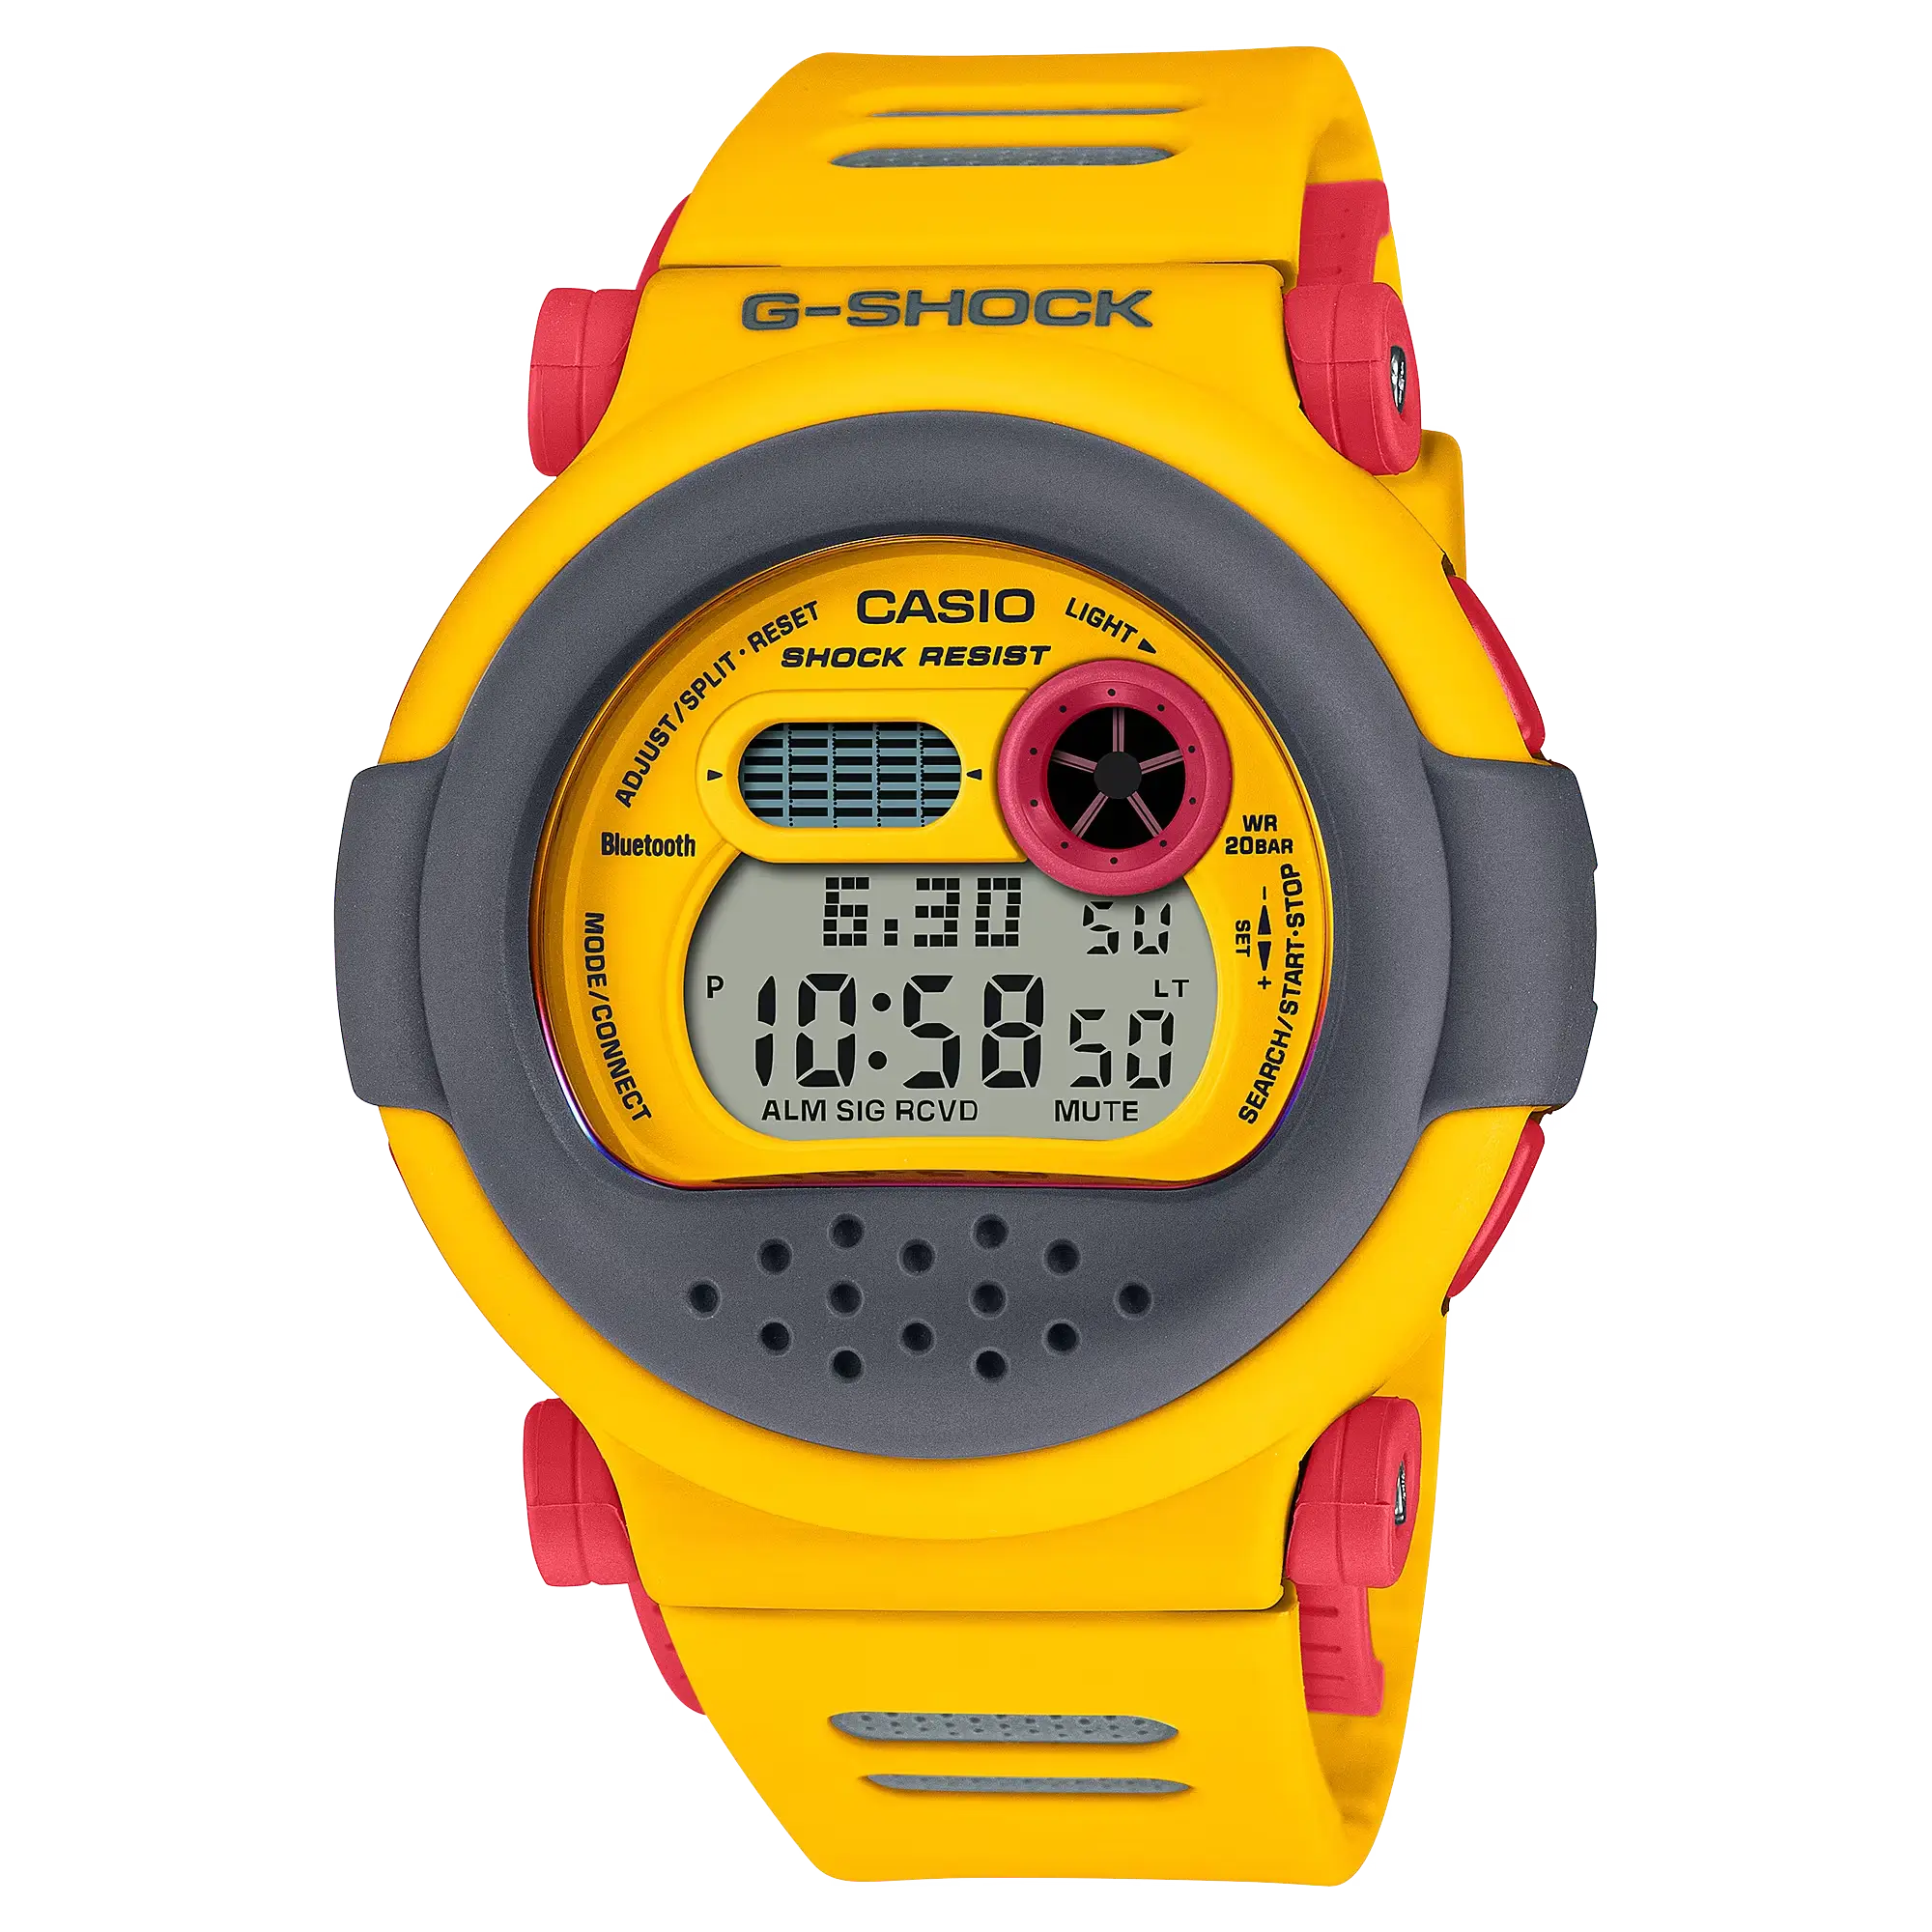 G-SHOCK
CASIO
SHOCK RESIST
LIGHT
ADJUST/SPLIT・RESET
Bluetooth
WR
20BAR
6.30
SU
P
LT
10:58 50
ALM SIG RCVD
MUTE
MODE/CONNECT
- SET +
SEARCH/START・STOP